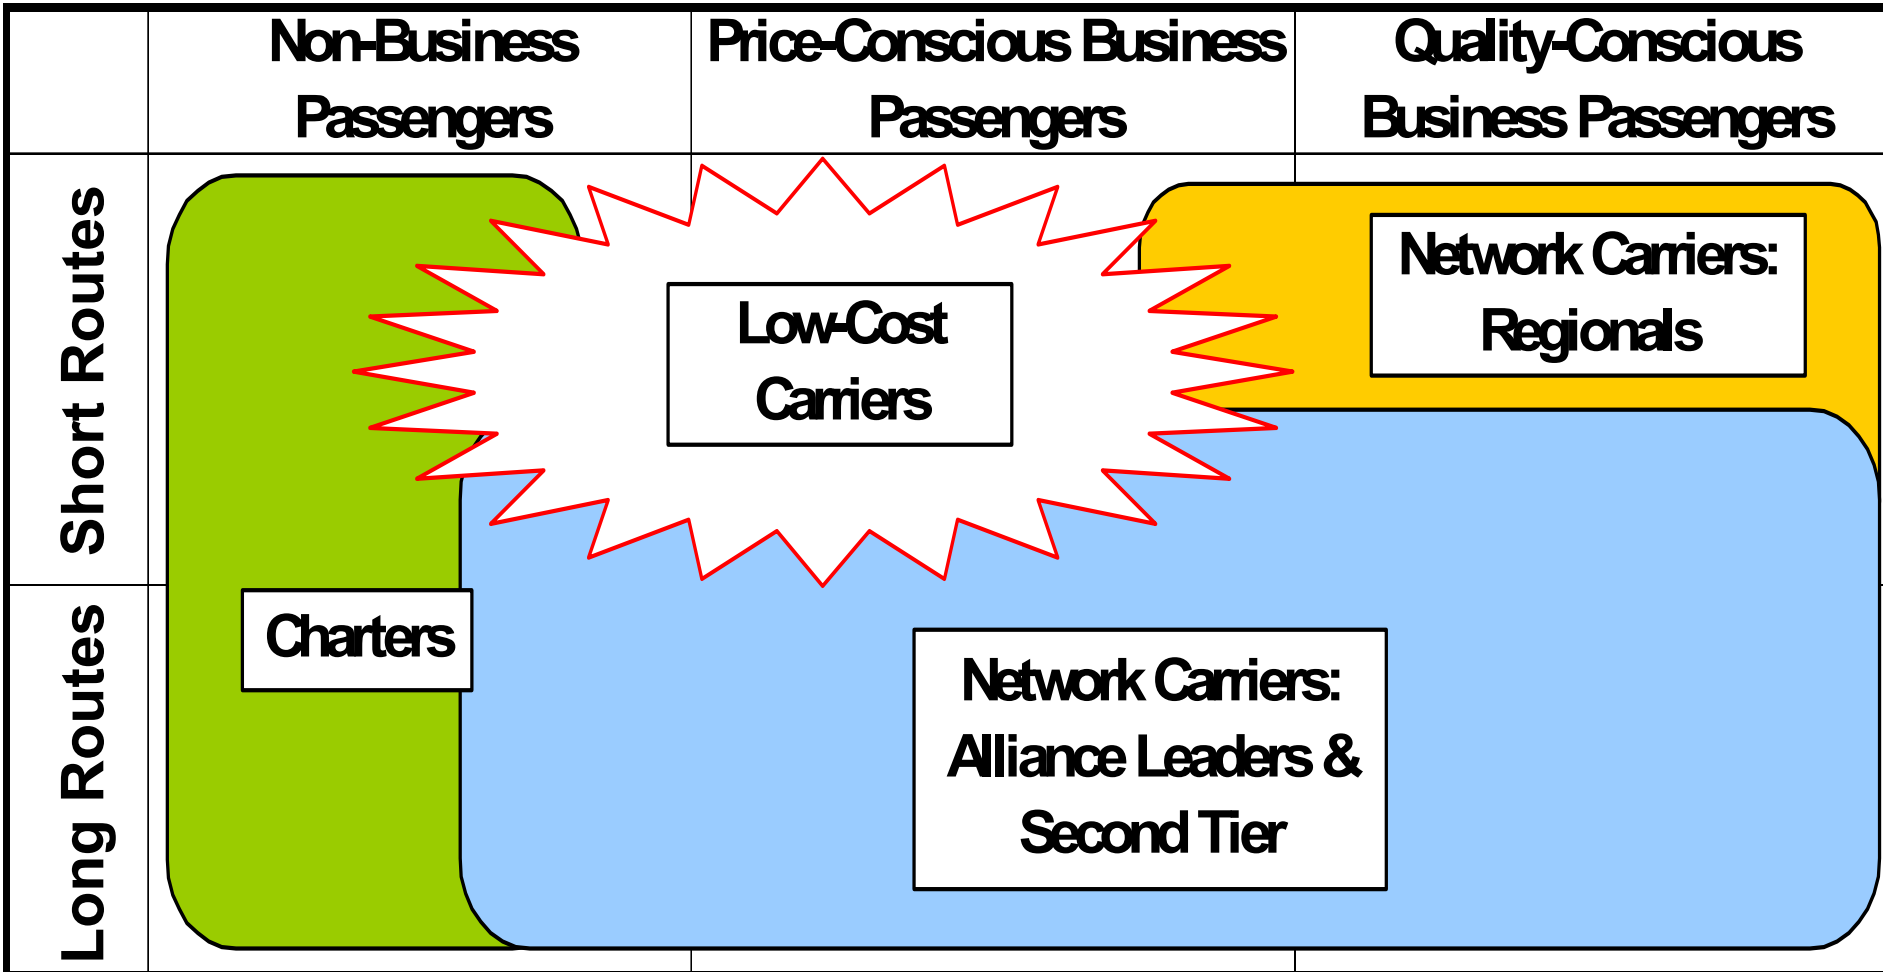 Non-Business
Passengers
Price-Conscious Business
Passengers
Quality-Conscious
Business Passengers
Short Routes
Low-Cost
Carriers
Network Carriers:
Regionals
Long Routes
Charters
Network Carriers:
Alliance Leaders &
Second Tier